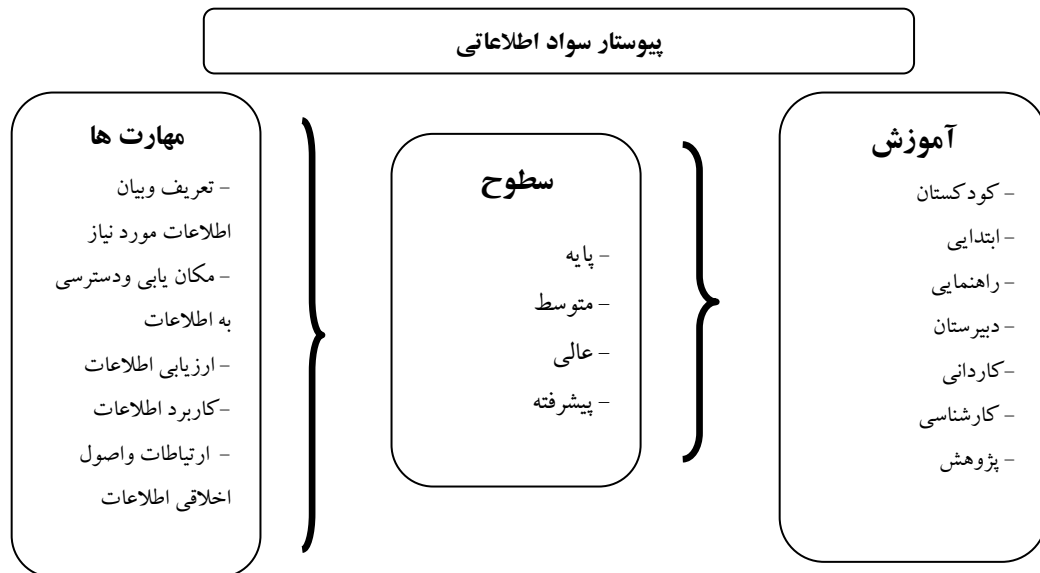 پیوستار سواد اطلاعاتی
آموزش
– کودکستان
– ابتدایی
– راهنمایی
– دبیرستان
–کاردانی
– کارشناسی
– پژوهش
سطوح
– پایه
– متوسط
– عالی
– پیشرفته
مهارت ها
– تعریف وبیان
اطلاعات مورد نیاز
– مکان یابی ودسترسی
به اطلاعات
– ارزیابی اطلاعات
–کاربرد اطلاعات
– ارتیاطات واصول
اخلاقی اطلاعات